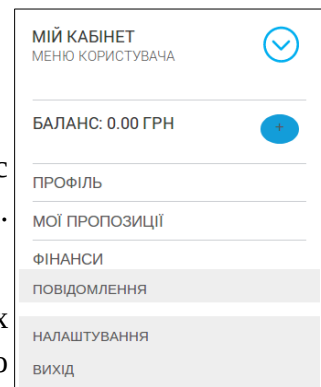 МІЙ КАБІНЕТ
МЕНЮ КОРИСТУВАЧА
БАЛАНС: 0.00 ГРН
+
ПРОФІЛЬ
МОЇ ПРОПОЗИЦІЇ
ФІНАНСИ
ПОВІДОМЛЕННЯ
НАЛАШТУВАННЯ
ВИХІД